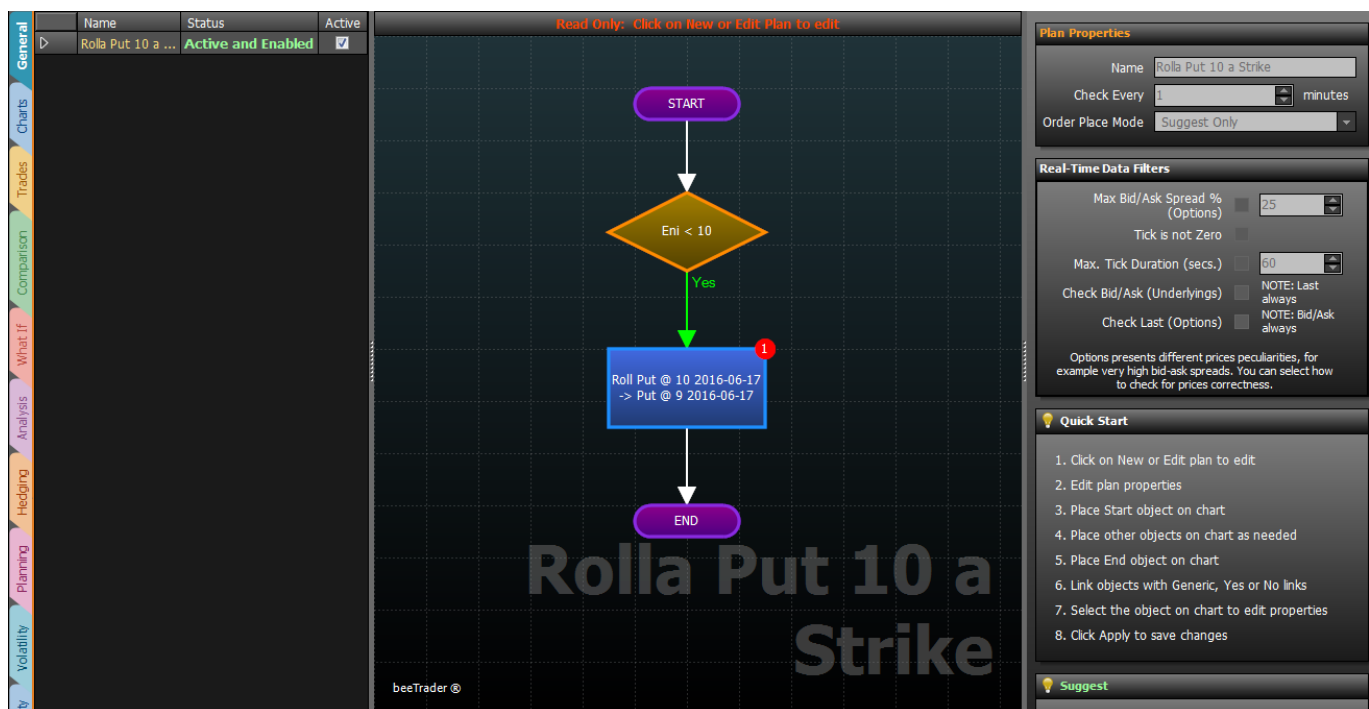 General
Charts
Trades
Comparison
What If
Analysis
Hedging
Planning
Volatility
Name Status Active
Rolla Put 10 a ... Active and Enabled
Read Only: Click on New or Edit Plan to edit
START
Eni < 10
Yes
1
Roll Put @ 10 2016-06-17
-> Put @ 9 2016-06-17
END
Rolla Put 10 a
Strike
beeTrader ®
Plan Properties
Name Rolla Put 10 a Strike
Check Every 1 minutes
Order Place Mode Suggest Only
Real-Time Data Filters
Max Bid/Ask Spread %
(Options) 25
Tick is not Zero
Max. Tick Duration (secs.) 60
Check Bid/Ask (Underlyings) NOTE: Last
always
Check Last (Options) NOTE: Bid/Ask
always
Options presents different prices peculiarities, for
example very high bid-ask spreads. You can select how
to check for prices correctness.
Quick Start
1. Click on New or Edit plan to edit
2. Edit plan properties
3. Place Start object on chart
4. Place other objects on chart as needed
5. Place End object on chart
6. Link objects with Generic, Yes or No links
7. Select the object on chart to edit properties
8. Click Apply to save changes
Suggest